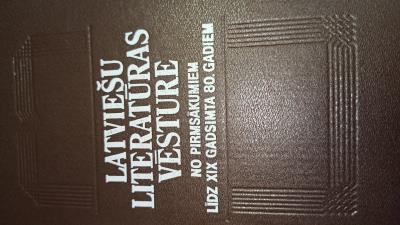 LATVIEŠU
LITERATŪRAS
VĒSTURE
NO PIRMSĀKUMIEM
LĪDZ XIX GADSIMTA 80. GADIEM